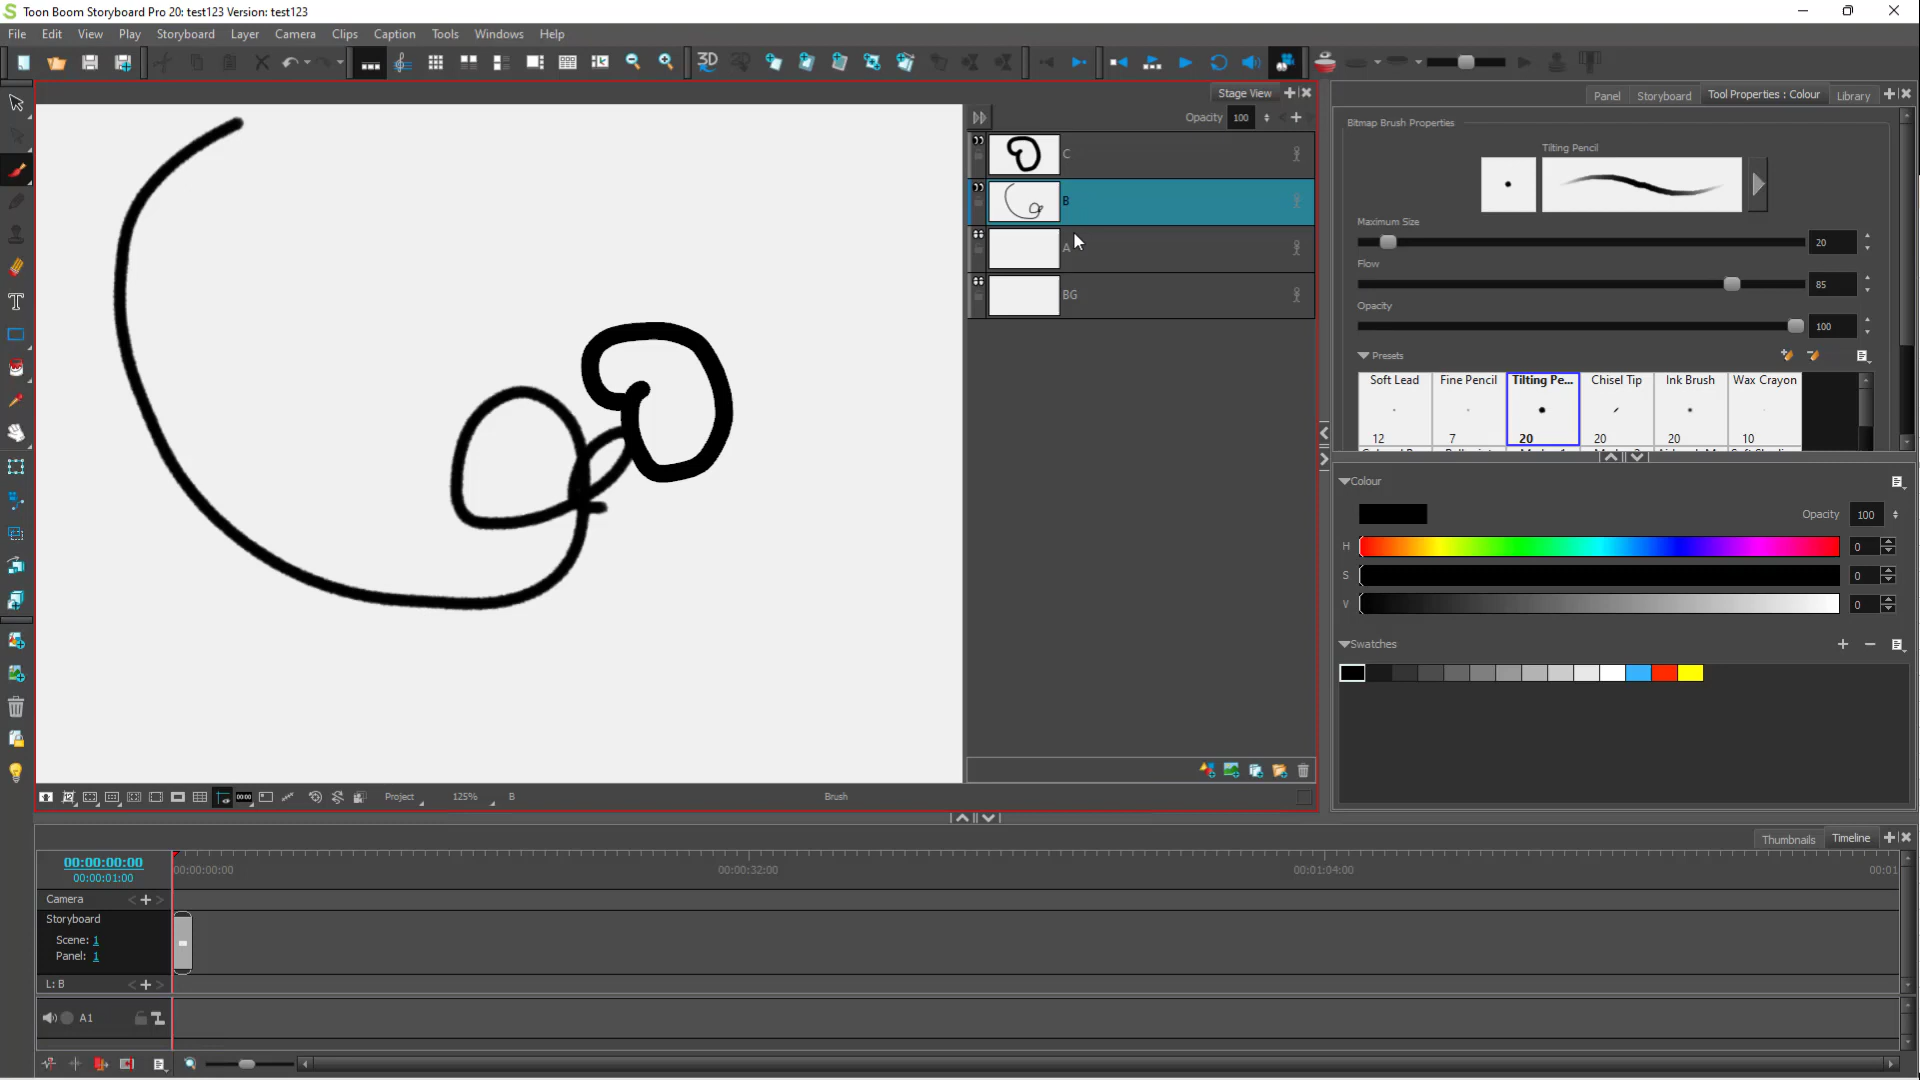 Toon Boom Storyboard Pro 20: test123 Version: test123
File Edit View Play Storyboard Layer Camera Clips Caption Tools Windows Help
3D
Stage View
Opacity 100
C
B
A
BG
Project 125% B Brush
Panel Storyboard Tool Properties : Colour Library
Bitmap Brush Properties
Tilting Pencil
Maximum Size
20
Flow
85
Opacity
100
Presets
Soft Lead Fine Pencil Tilting Pe... Chisel Tip Ink Brush Wax Crayon
12 7 20 20 20 10
Colour
Opacity 100
H 0
S 0
V 0
Swatches
Thumbnails Timeline
00:00:00:00
00:00:01:00
00:00:00:00 00:00:32:00 00:01:04:00 00:01
Camera
Storyboard
Scene: 1
Panel: 1
L: B
A1